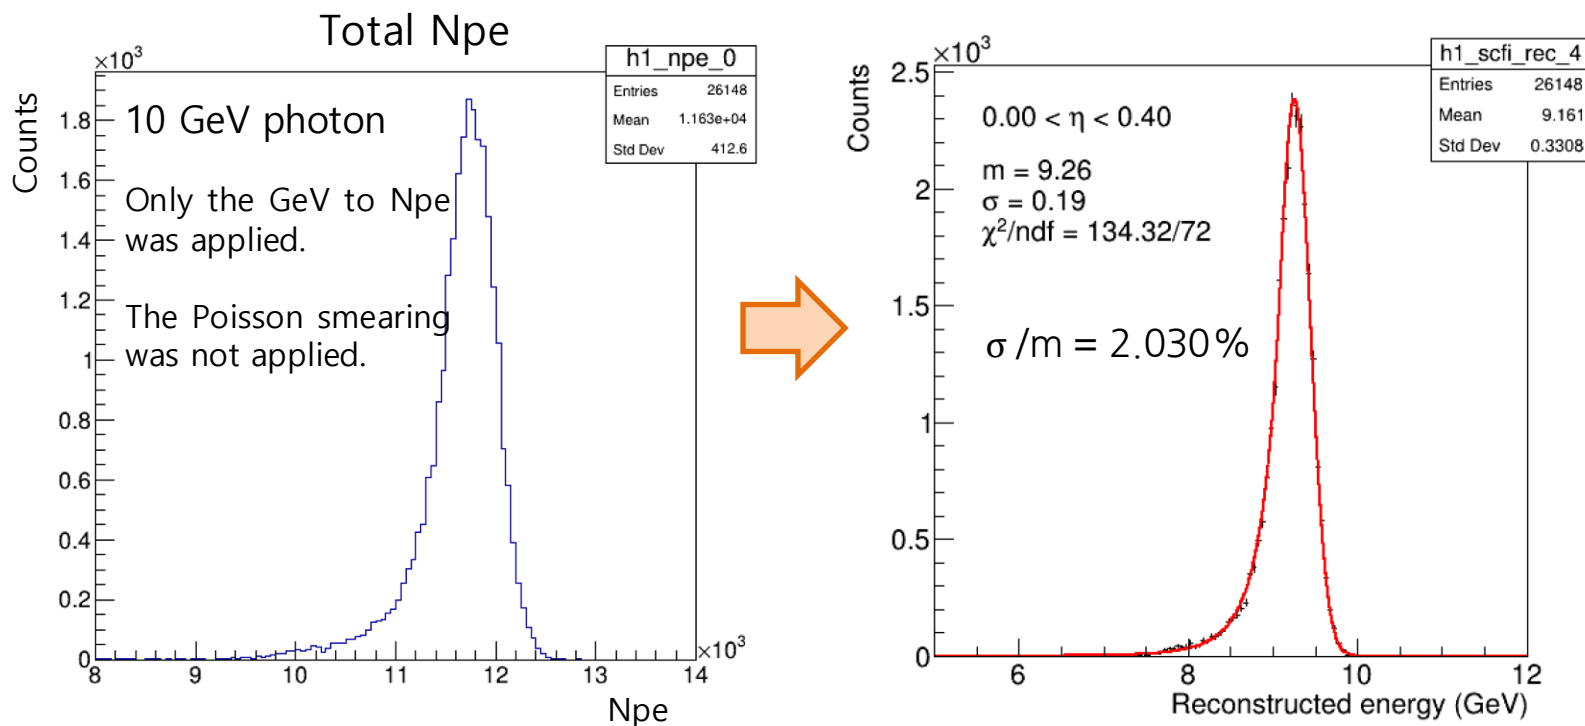 Total Npe
×10³
h1_npe_0
Entries 26148
Mean 1.163e+04
Std Dev 412.6
Counts
10 GeV photon
Only the GeV to Npe
was applied.
The Poisson smearing
was not applied.
1.8
1.6
1.4
1.2
1
0.8
0.6
0.4
0.2
0
8 9 10 11 12 13 14
×10³
Npe
×10³
h1_scfi_rec_4
Entries 26148
Mean 9.161
Std Dev 0.3308
Counts
0.00 < η < 0.40
m = 9.26
σ = 0.19
χ²/ndf = 134.32/72
σ/m = 2.030%
2.5
2
1.5
1
0.5
0
6 8 10 12
Reconstructed energy (GeV)